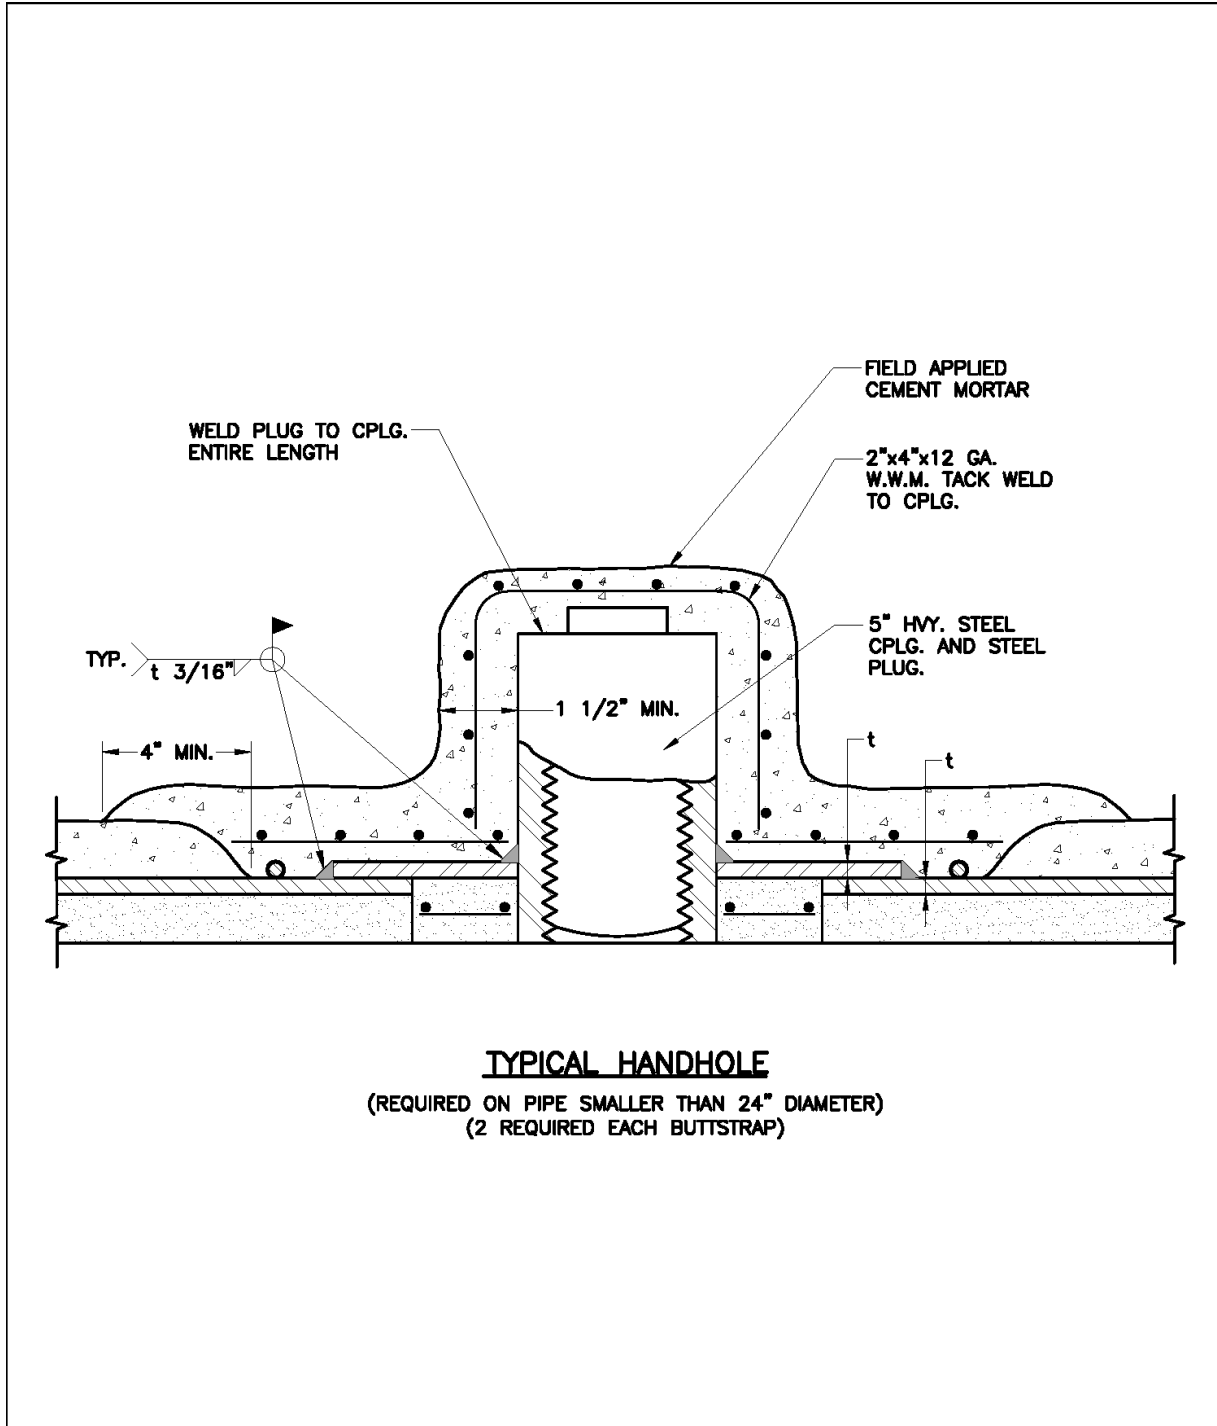 FIELD APPLIED
CEMENT MORTAR
WELD PLUG TO CPLG.
ENTIRE LENGTH
2"x4"x12 GA.
W.W.M. TACK WELD
TO CPLG.
5" HVY. STEEL
CPLG. AND STEEL
PLUG.
TYP.
t 3/16"
1 1/2" MIN.
4" MIN.
t
t
TYPICAL HANDHOLE
(REQUIRED ON PIPE SMALLER THAN 24" DIAMETER)
(2 REQUIRED EACH BUTTSTRAP)